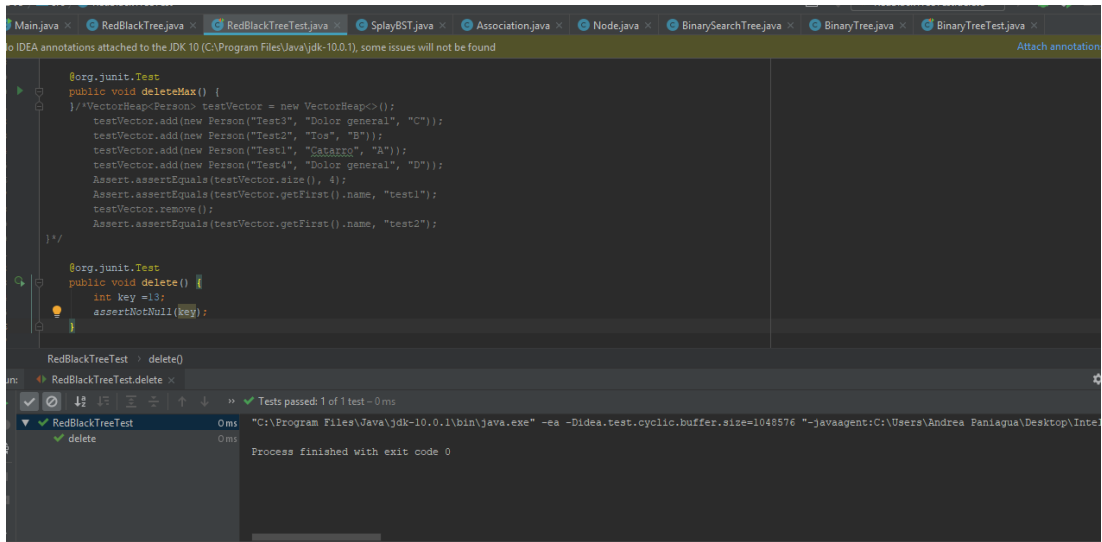 Main.java × RedBlackTree.java × RedBlackTreeTest.java × SplayBST.java × Association.java × Node.java × BinarySearchTree.java × BinaryTree.java × BinaryTreeTest.java ×
IDEA annotations attached to the JDK 10 (C:\Program Files\Java\jdk-10.0.1), some issues will not be found Attach annotation
@org.junit.Test
public void deleteMax() {
}/*VectorHeap<Person> testVector = new VectorHeap<>();
testVector.add(new Person("Test3", "Dolor general", "C"));
testVector.add(new Person("Test2", "Tos", "B"));
testVector.add(new Person("Test1", "Catarro", "A"));
testVector.add(new Person("Test4", "Dolor general", "D"));
Assert.assertEquals(testVector.size(), 4);
Assert.assertEquals(testVector.getFirst().name, "test1");
testVector.remove();
Assert.assertEquals(testVector.getFirst().name, "test2");
}*/
@org.junit.Test
public void delete() {
int key =13;
assertNotNull(key);
}
RedBlackTreeTest > delete()
un: RedBlackTreeTest.delete ×
» Tests passed: 1 of 1 test – 0 ms
RedBlackTreeTest 0 ms "C:\Program Files\Java\jdk-10.0.1\bin\java.exe" -ea -Didea.test.cyclic.buffer.size=1048576 "-javaagent:C:\Users\Andrea Paniagua\Desktop\Intel
delete 0 ms
Process finished with exit code 0